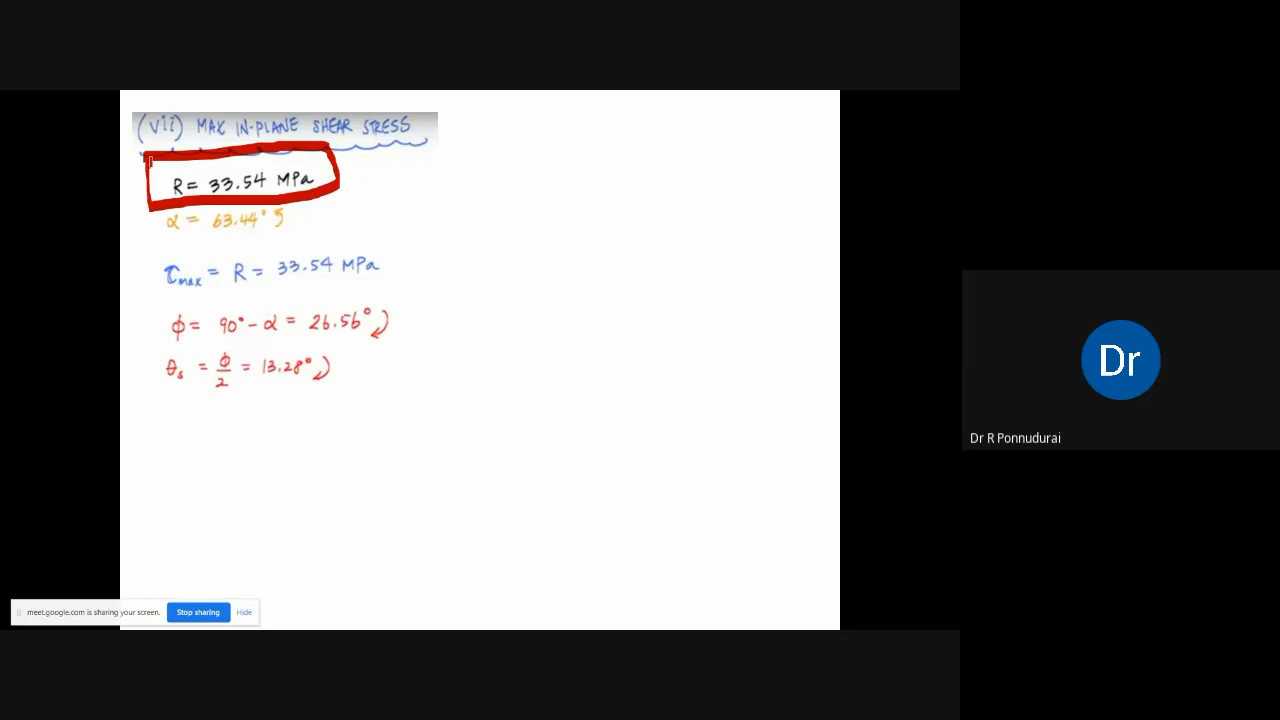 (vii) MAX IN-PLANE SHEAR STRESS
R = 33.54 MPa
α = 63.44°
τmax = R = 33.54 MPa
φ = 90° - α = 26.56°
θs = φ/2 = 13.28°
Dr
Dr R Ponnudurai
meet.google.com is sharing your screen. Stop sharing Hide